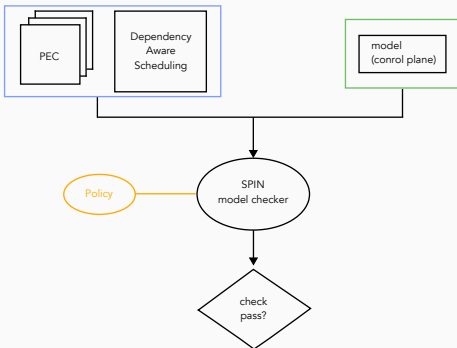 PEC
Dependency
Aware
Scheduling
model
(conrol plane)
Policy
SPIN
model checker
check
pass?